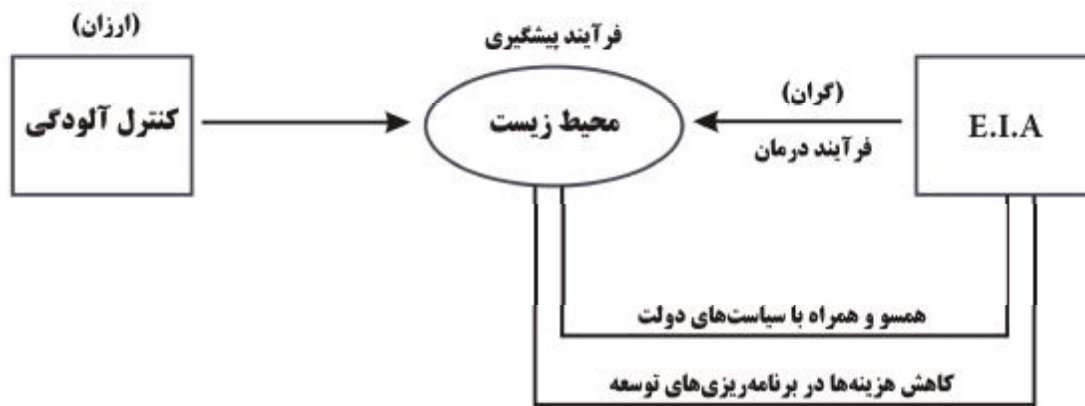 (ارزان)
فرآیند پیشگیری
کنترل آلودگی
محیط زیست
(گران)
فرآیند درمان
E.I.A
همسو و همراه با سیاست‌های دولت
کاهش هزینه‌ها در برنامه‌ریزی‌های توسعه